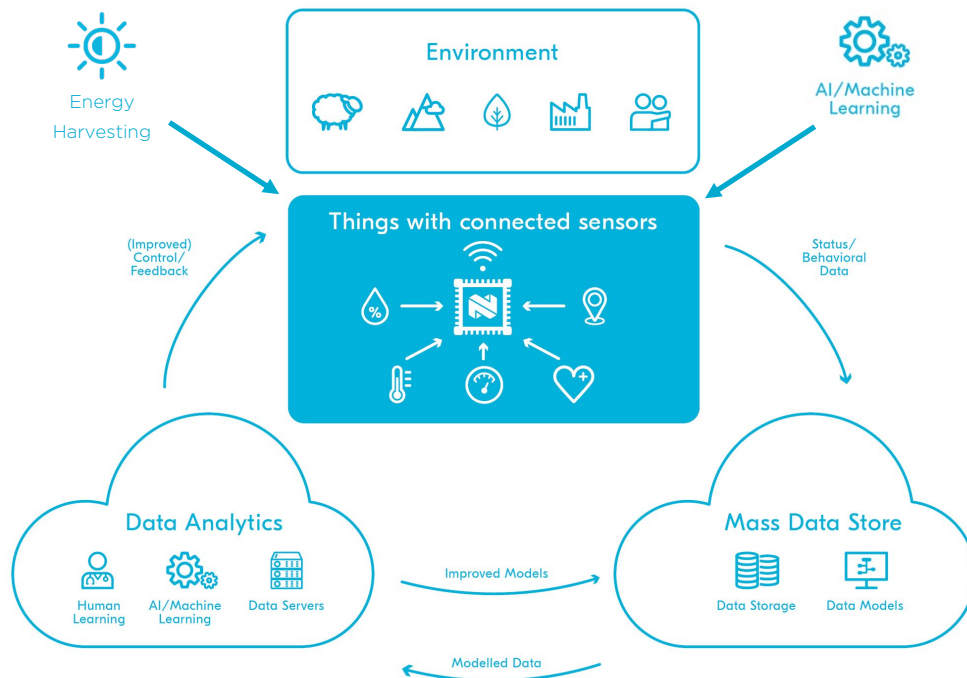 Environment
Energy
Harvesting
AI/Machine
Learning
Things with connected sensors
%
N
(Improved)
Control/
Feedback
Status/
Behavioral
Data
Data Analytics
Human
Learning
AI/Machine
Learning
Data Servers
Improved Models
Mass Data Store
Data Storage
Data Models
Modelled Data